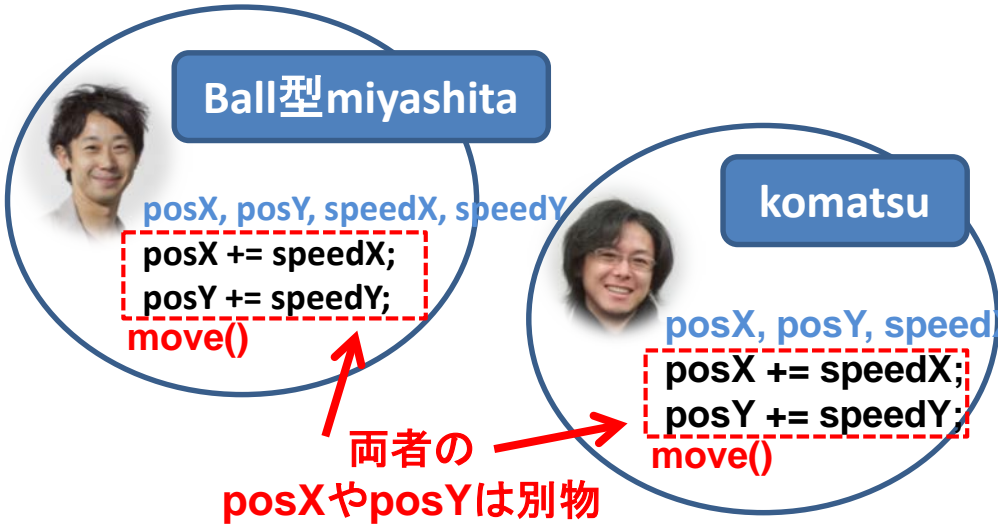 Ball型miyashita
posX, posY, speedX, speedY
posX += speedX;
posY += speedY;
move()
komatsu
posX, posY, speedX
posX += speedX;
posY += speedY;
move()
両者の
posXやposYは別物